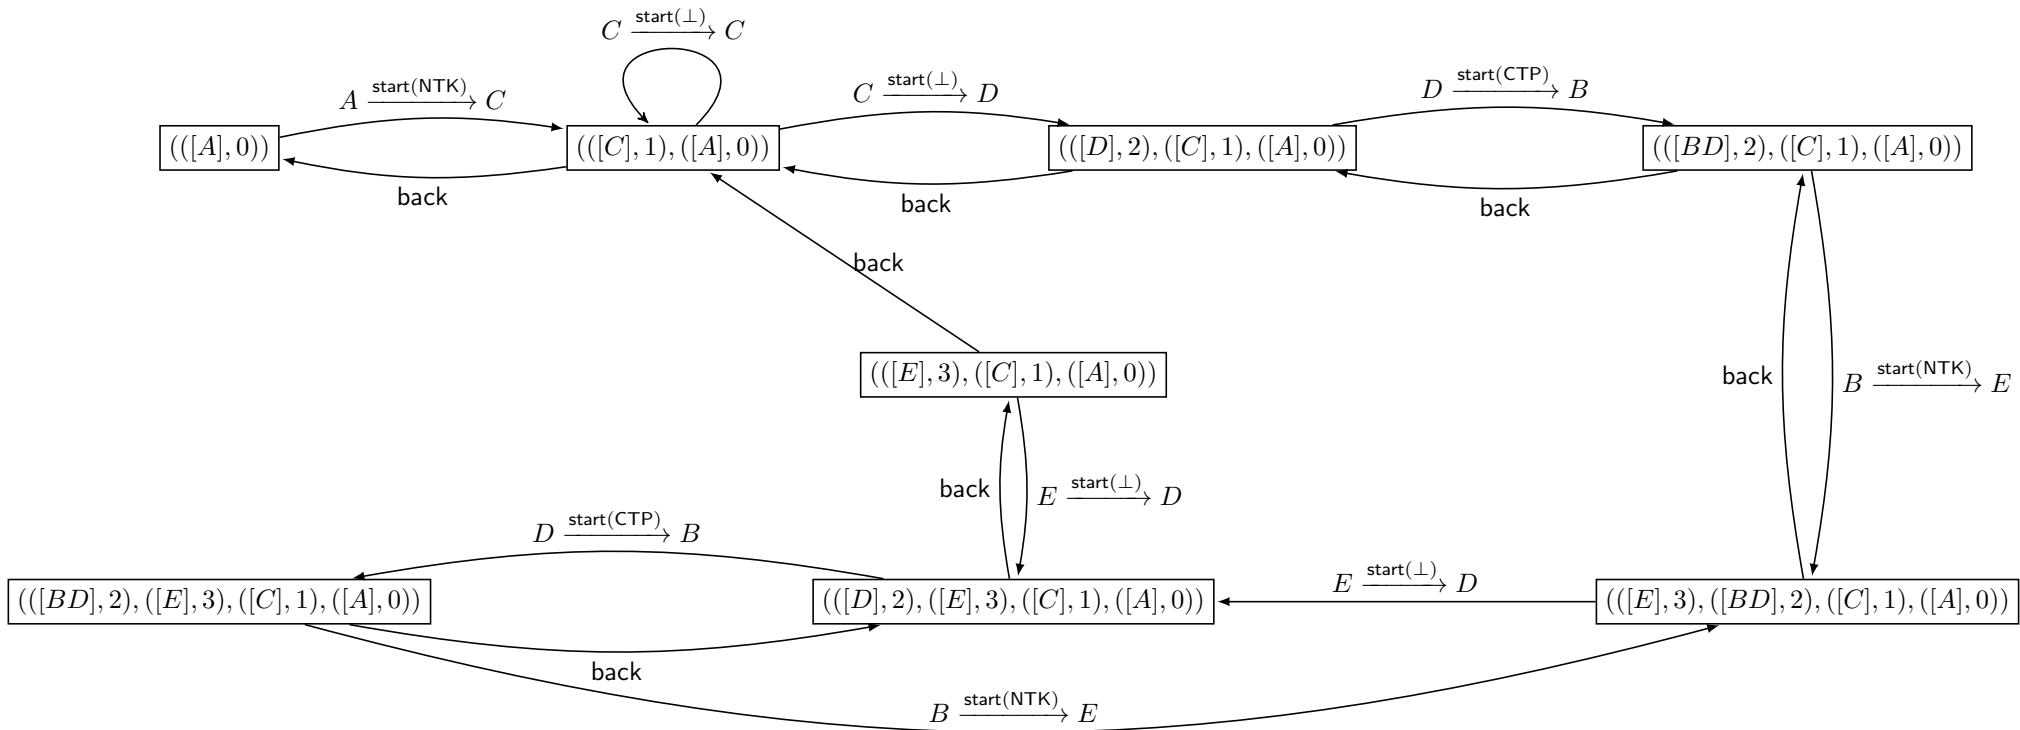 C start(⊥)⟶ C
A start(NTK)⟶ C
C start(⊥)⟶ D
D start(CTP)⟶ B
(([A], 0))
(([C], 1), ([A], 0))
(([D], 2), ([C], 1), ([A], 0))
(([BD], 2), ([C], 1), ([A], 0))
back
back
back
back
(([E], 3), ([C], 1), ([A], 0))
back
B start(NTK)⟶ E
back
E start(⊥)⟶ D
D start(CTP)⟶ B
E start(⊥)⟶ D
(([BD], 2), ([E], 3), ([C], 1), ([A], 0))
(([D], 2), ([E], 3), ([C], 1), ([A], 0))
(([E], 3), ([BD], 2), ([C], 1), ([A], 0))
back
B start(NTK)⟶ E